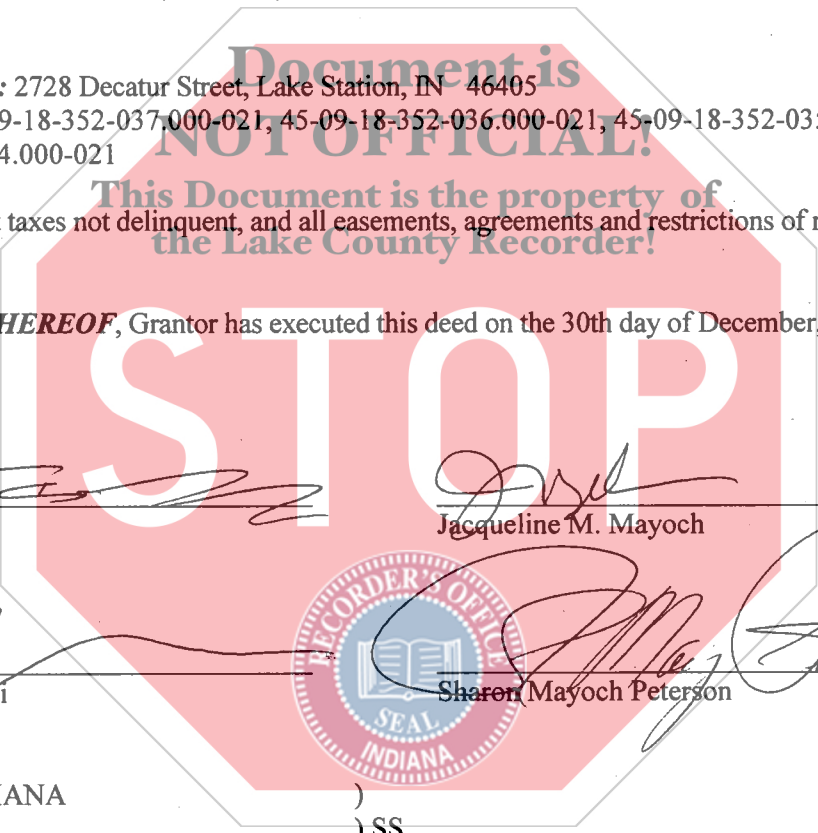 Document is
: 2728 Decatur Street, Lake Station, IN 46405
9-18-352-037.000-021, 45-09-18-352-036.000-021, 45-09-18-352-03
NOT OFFICIAL!
4.000-021
This Document is the property of
taxes not delinquent, and all easements, agreements and restrictions of
the Lake County Recorder!
HEREOF, Grantor has executed this deed on the 30th day of December,
STOP
Jacqueline M. Mayoch
RECORDER'S OFFICE
i
Sharon Mayoch Peterson
SEAL
INDIANA
IANA )
) SS